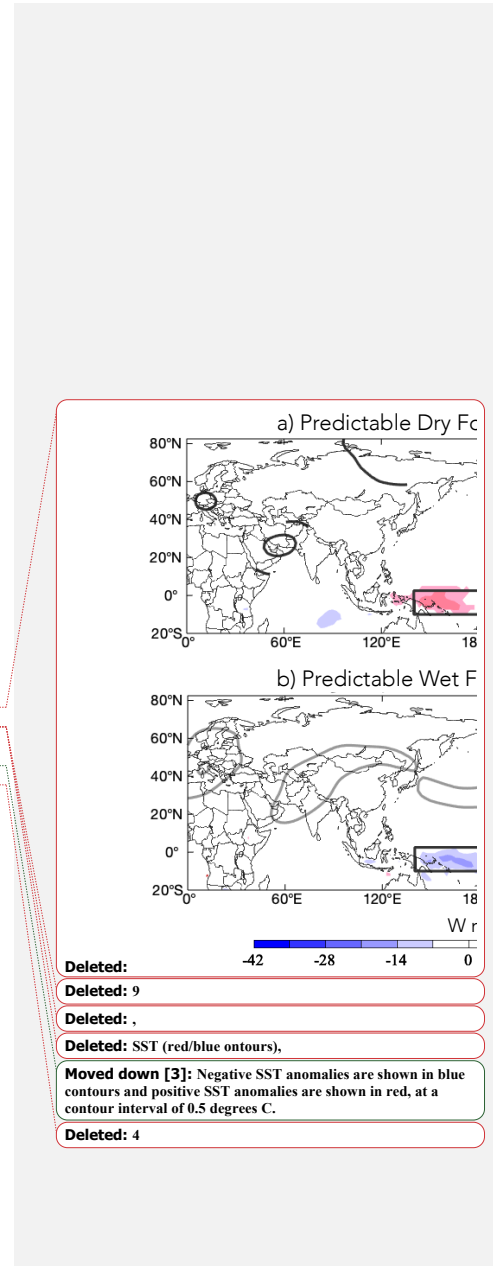 a) Predictable Dry Fo
80°N
60°N
40°N
20°N
0°
20°S
60°E
120°E
18
b) Predictable Wet F
80°N
60°N
40°N
20°N
0°
20°S
0°
60°E
120°E
18
W r
-42
-28
-14
0
Deleted:
Deleted: 9
Deleted: ,
Deleted: SST (red/blue ontours),
Moved down [3]: Negative SST anomalies are shown in blue
contours and positive SST anomalies are shown in red, at a
contour interval of 0.5 degrees C.
Deleted: 4